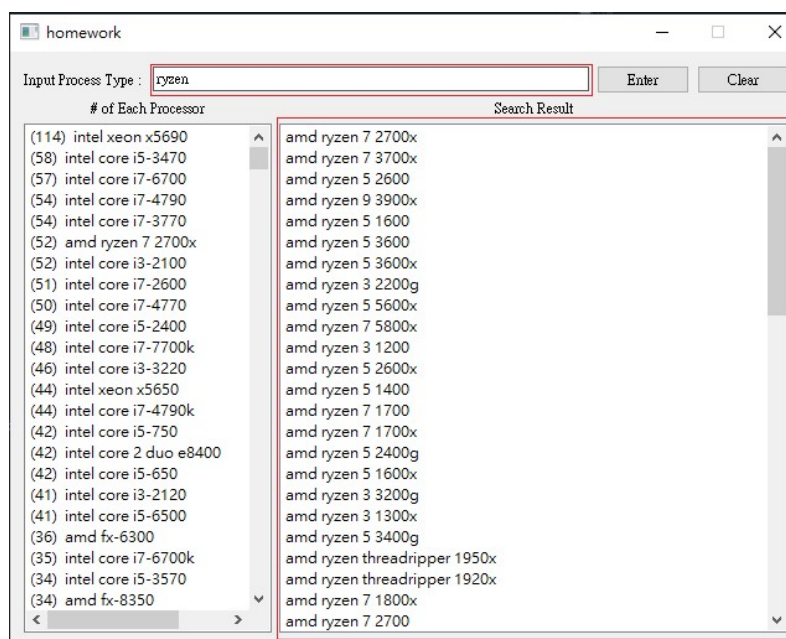 homework
Input Process Type : ryzen Enter Clear
# of Each Processor
(114) intel xeon x5690
(58) intel core i5-3470
(57) intel core i7-6700
(54) intel core i7-4790
(54) intel core i7-3770
(52) amd ryzen 7 2700x
(52) intel core i3-2100
(51) intel core i7-2600
(50) intel core i7-4770
(49) intel core i5-2400
(48) intel core i7-7700k
(46) intel core i3-3220
(44) intel xeon x5650
(44) intel core i7-4790k
(42) intel core i5-750
(42) intel core 2 duo e8400
(42) intel core i5-650
(41) intel core i3-2120
(41) intel core i5-6500
(36) amd fx-6300
(35) intel core i7-6700k
(34) intel core i5-3570
(34) amd fx-8350
Search Result
amd ryzen 7 2700x
amd ryzen 7 3700x
amd ryzen 5 2600
amd ryzen 9 3900x
amd ryzen 5 1600
amd ryzen 5 3600
amd ryzen 5 3600x
amd ryzen 3 2200g
amd ryzen 5 5600x
amd ryzen 7 5800x
amd ryzen 3 1200
amd ryzen 5 2600x
amd ryzen 5 1400
amd ryzen 7 1700
amd ryzen 7 1700x
amd ryzen 5 2400g
amd ryzen 5 1600x
amd ryzen 3 3200g
amd ryzen 3 1300x
amd ryzen 5 3400g
amd ryzen threadripper 1950x
amd ryzen threadripper 1920x
amd ryzen 7 1800x
amd ryzen 7 2700